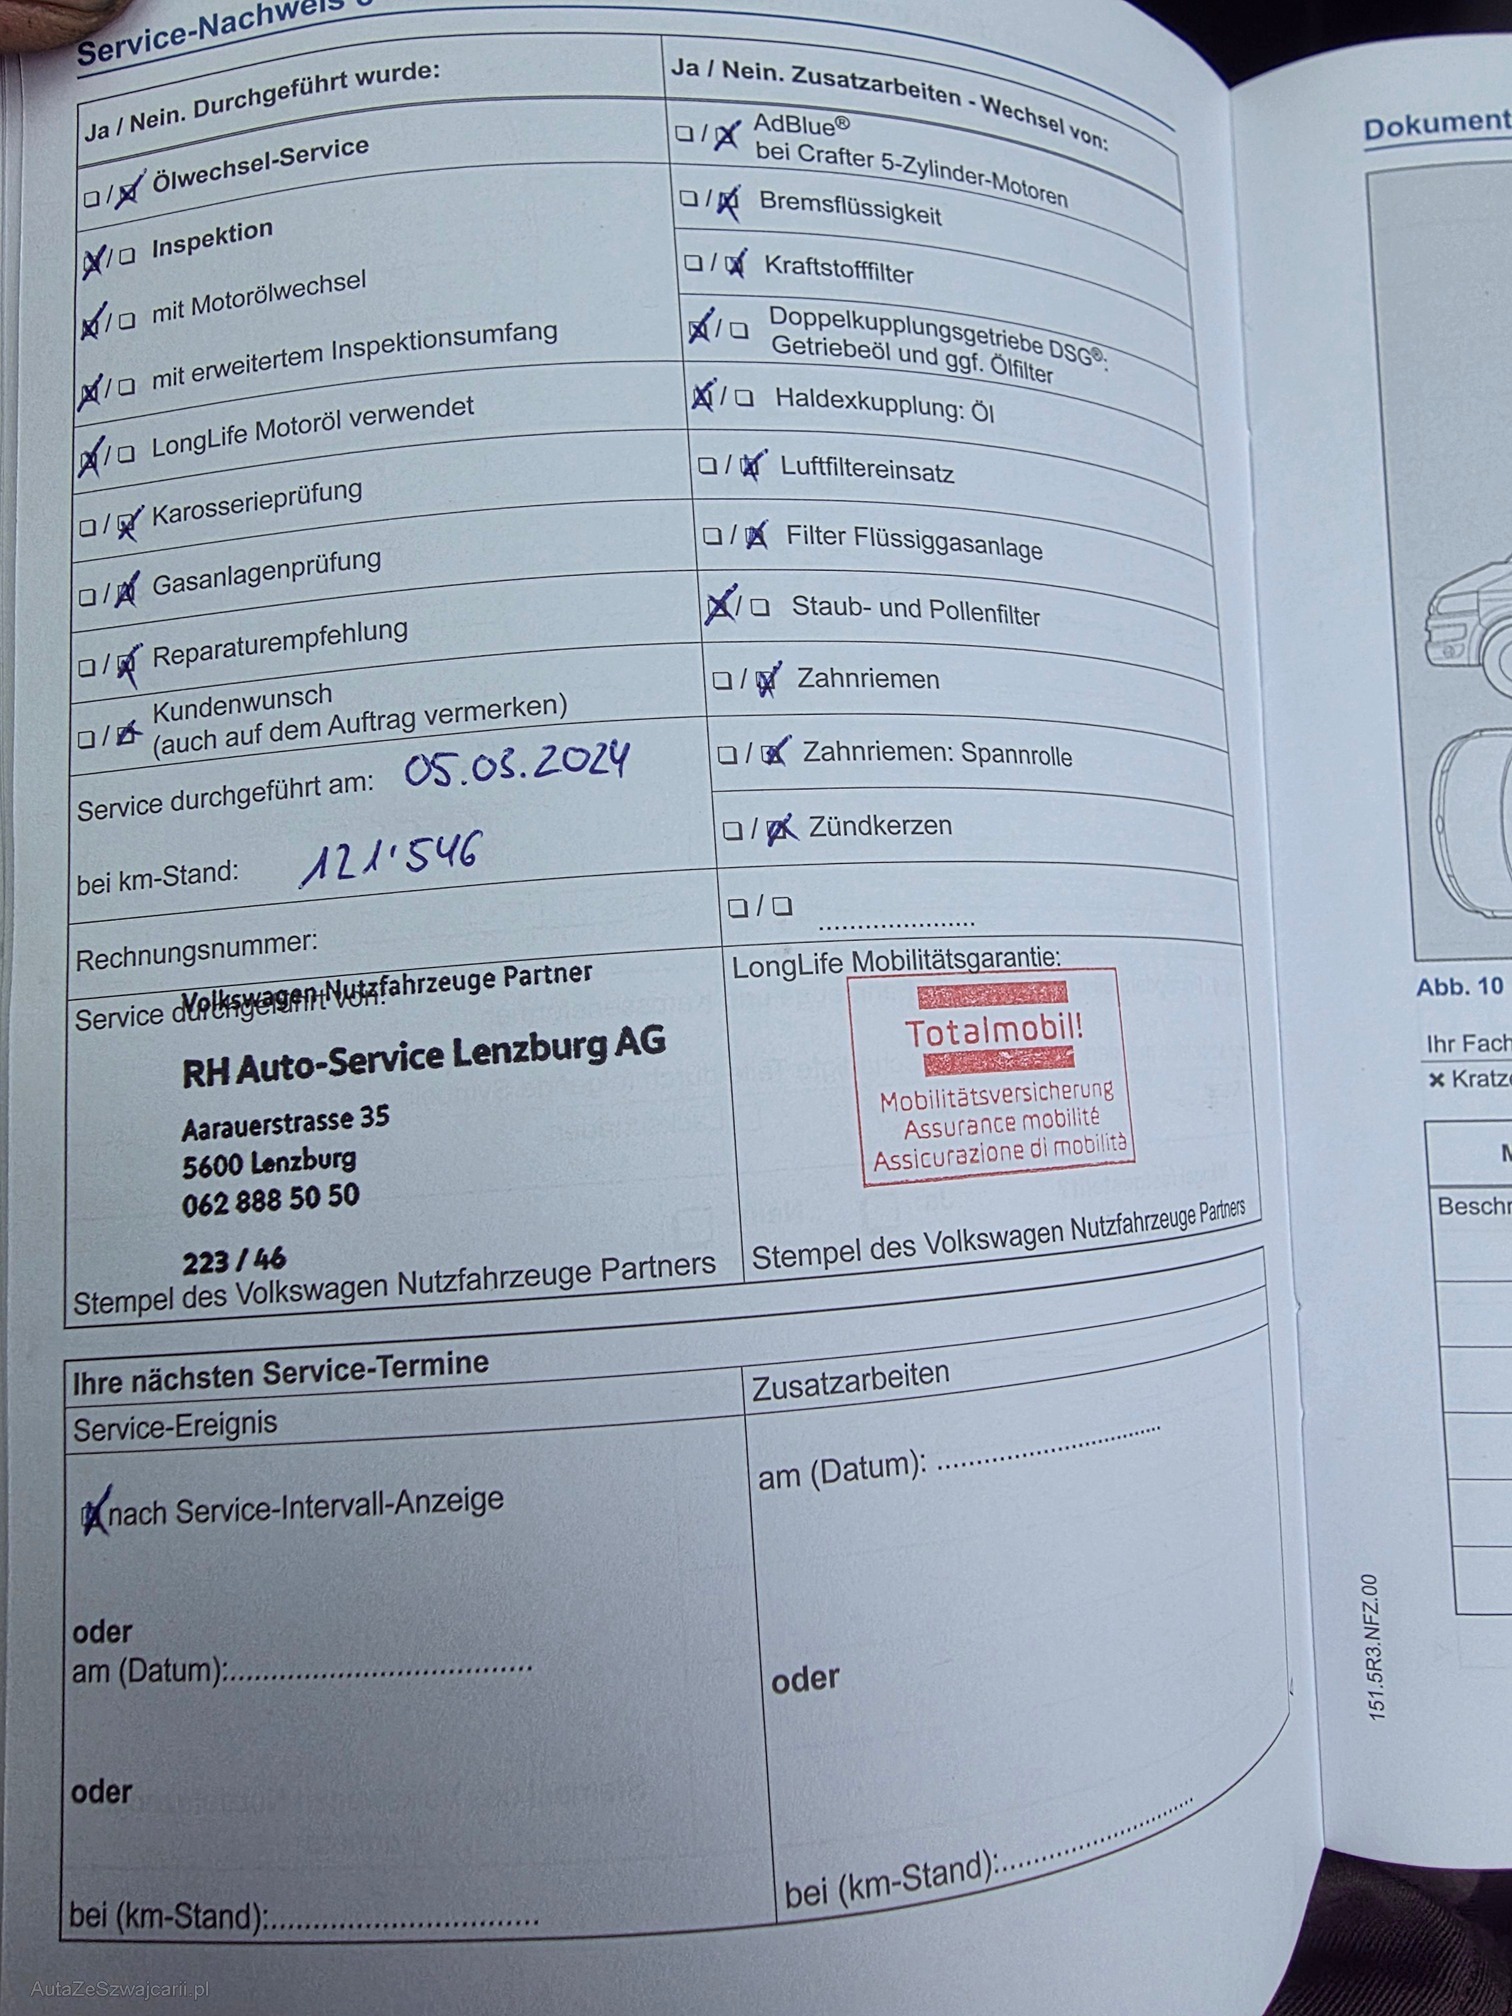 Service-Nachweis
Ja / Nein. Durchgeführt wurde:
☐ / ☒ Ölwechsel-Service
☒ / ☐ Inspektion
☒ / ☐ mit Motorölwechsel
☒ / ☐ mit erweitertem Inspektionsumfang
☒ / ☐ LongLife Motoröl verwendet
☐ / ☒ Karosserieprüfung
☐ / ☒ Gasanlagenprüfung
☐ / ☒ Reparaturempfehlung
☐ / ☒ Kundenwunsch
(auch auf dem Auftrag vermerken)
Service durchgeführt am: 05.03.2024
bei km-Stand: 121'546
Rechnungsnummer:
Service durchgeführt von:
Volkswagen Nutzfahrzeuge Partner
RH Auto-Service Lenzburg AG
Aarauerstrasse 35
5600 Lenzburg
062 888 50 50
223 / 46
Stempel des Volkswagen Nutzfahrzeuge Partners
Ja / Nein. Zusatzarbeiten - Wechsel von:
☐ / ☒ AdBlue®
bei Crafter 5-Zylinder-Motoren
☐ / ☒ Bremsflüssigkeit
☐ / ☒ Kraftstofffilter
☒ / ☐ Doppelkupplungsgetriebe DSG®:
Getriebeöl und ggf. Ölfilter
☒ / ☐ Haldexkupplung: Öl
☐ / ☒ Luftfiltereinsatz
☐ / ☒ Filter Flüssiggasanlage
☒ / ☐ Staub- und Pollenfilter
☐ / ☒ Zahnriemen
☐ / ☒ Zahnriemen: Spannrolle
☐ / ☒ Zündkerzen
☐ / ☐ ....................
LongLife Mobilitätsgarantie:
Totalmobil!
Mobilitätsversicherung
Assurance mobilité
Assicurazione di mobilità
Stempel des Volkswagen Nutzfahrzeuge Partners
Ihre nächsten Service-Termine
Service-Ereignis
☒ nach Service-Intervall-Anzeige
oder
am (Datum):....................
oder
bei (km-Stand):....................
Zusatzarbeiten
am (Datum): ....................
oder
bei (km-Stand):....................
Dokument
Abb. 10
Ihr Fach
× Kratz
Beschr
151.5R3.NFZ.00
AutaZeSzwajcarii.pl